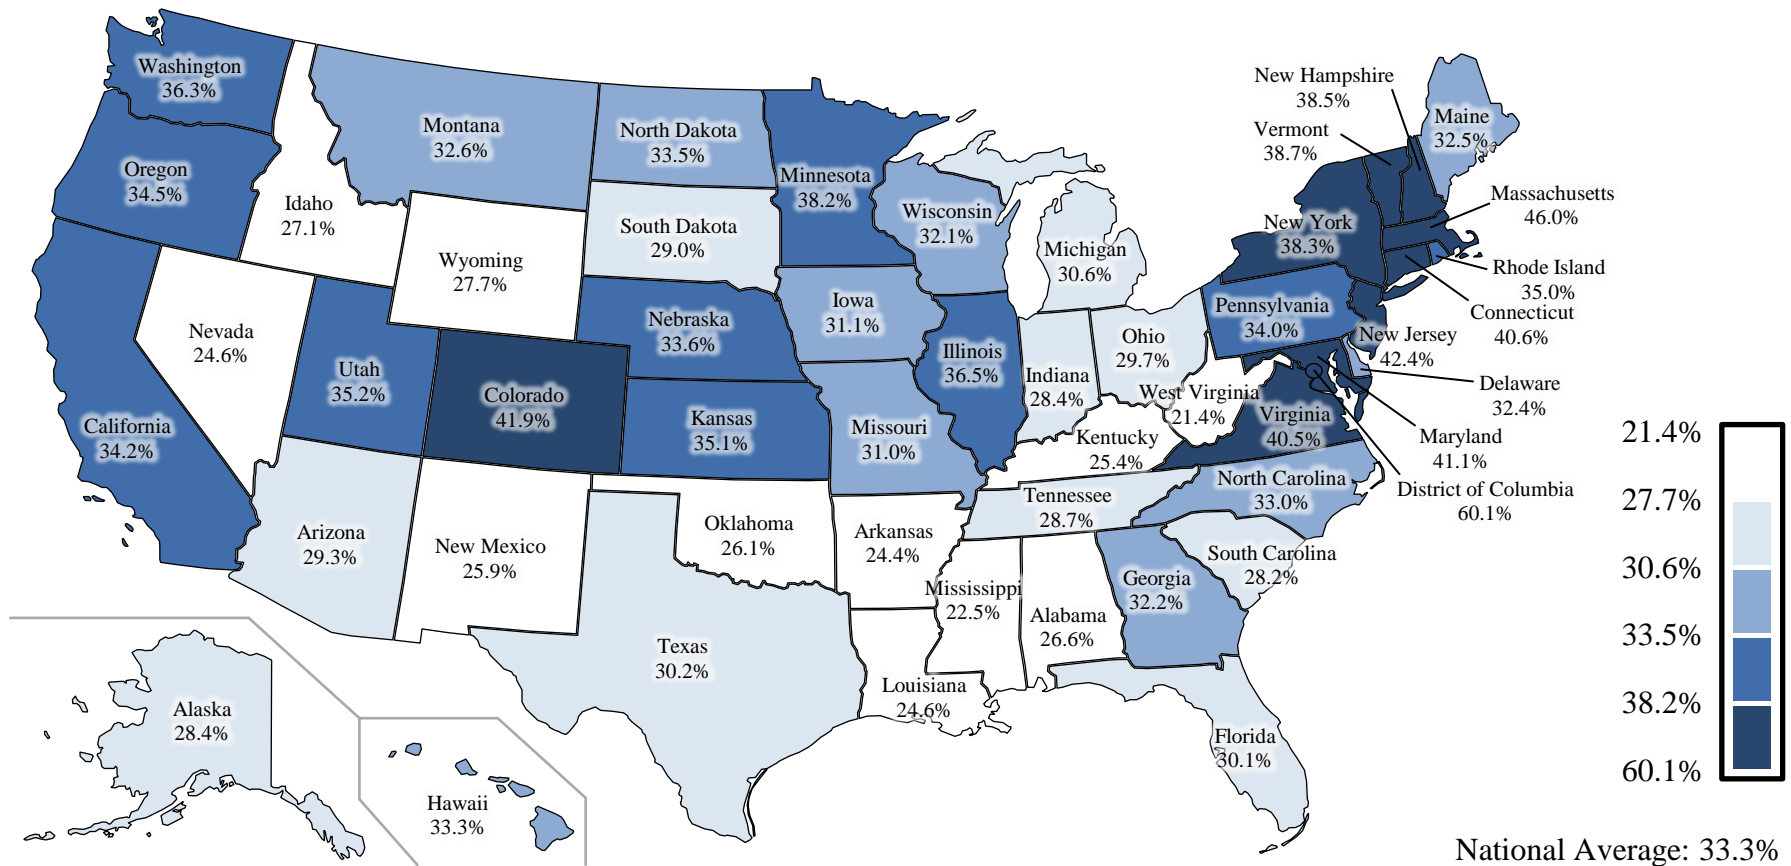 Washington
36.3%
Oregon
34.5%
California
34.2%
Idaho
27.1%
Nevada
24.6%
Utah
35.2%
Arizona
29.3%
Montana
32.6%
Wyoming
27.7%
Colorado
41.9%
New Mexico
25.9%
North Dakota
33.5%
South Dakota
29.0%
Nebraska
33.6%
Kansas
35.1%
Oklahoma
26.1%
Texas
30.2%
Minnesota
38.2%
Iowa
31.1%
Missouri
31.0%
Arkansas
24.4%
Louisiana
24.6%
Wisconsin
32.1%
Illinois
36.5%
Michigan
30.6%
Indiana
28.4%
Ohio
29.7%
Kentucky
25.4%
Tennessee
28.7%
Mississippi
22.5%
Alabama
26.6%
Georgia
32.2%
Florida
30.1%
South Carolina
28.2%
North Carolina
33.0%
Virginia
40.5%
West Virginia
21.4%
Pennsylvania
34.0%
New York
38.3%
Vermont
38.7%
New Hampshire
38.5%
Maine
32.5%
Massachusetts
46.0%
Rhode Island
35.0%
Connecticut
40.6%
New Jersey
42.4%
Delaware
32.4%
Maryland
41.1%
District of Columbia
60.1%
Alaska
28.4%
Hawaii
33.3%
21.4%
27.7%
30.6%
33.5%
38.2%
60.1%
National Average: 33.3%